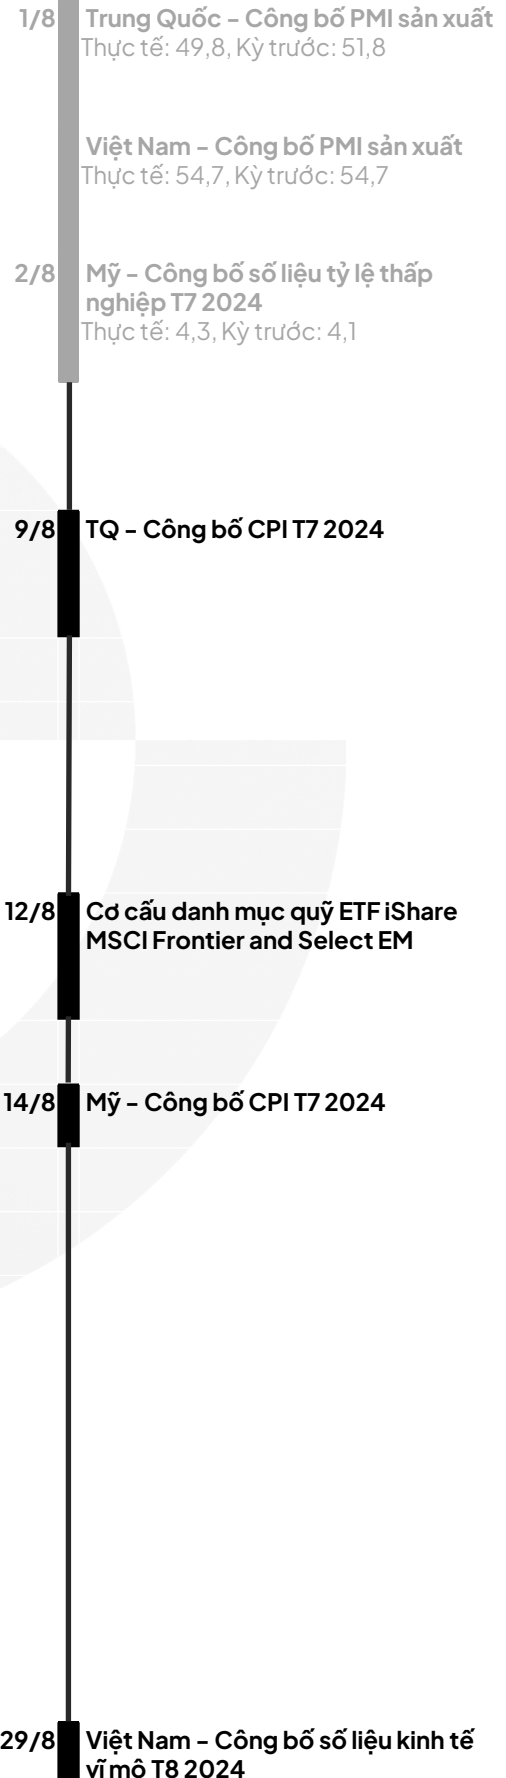 1/8 Trung Quốc – Công bố PMI sản xuất
Thực tế: 49,8, Kỳ trước: 51,8
Việt Nam – Công bố PMI sản xuất
Thực tế: 54,7, Kỳ trước: 54,7
2/8 Mỹ – Công bố số liệu tỷ lệ thấp
nghiệp T7 2024
Thực tế: 4,3, Kỳ trước: 4,1
9/8 TQ – Công bố CPI T7 2024
12/8 Cơ cấu danh mục quỹ ETF iShare
MSCI Frontier and Select EM
14/8 Mỹ – Công bố CPI T7 2024
29/8 Việt Nam – Công bố số liệu kinh tế
vĩ mô T8 2024